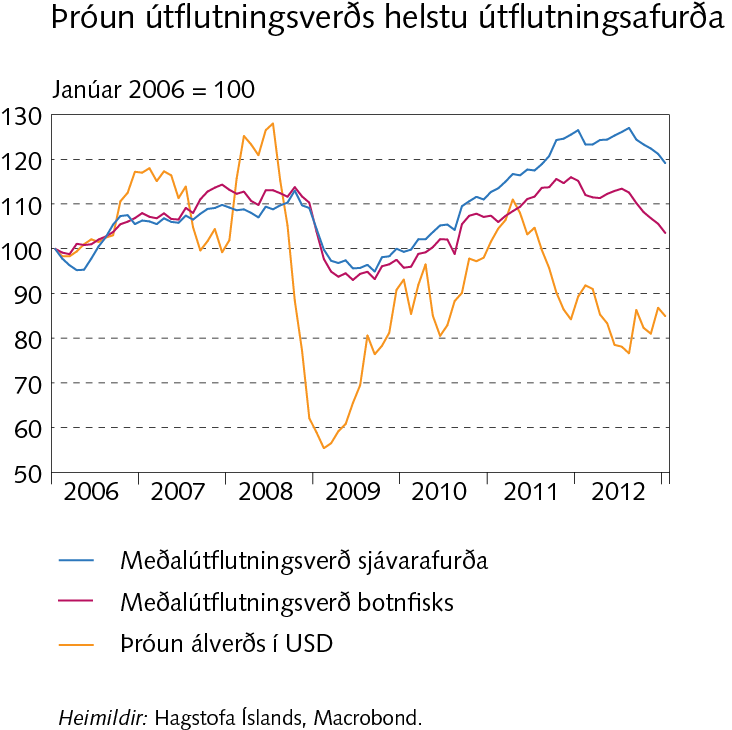 Þróun útflutningsverðs helstu útflutningsafurða
Janúar 2006 = 100
130
120
110
100
90
80
70
60
50
2006 2007 2008 2009 2010 2011 2012
Meðalútflutningsverð sjávarafurða
Meðalútflutningsverð botnfisks
Þróun álverðs í USD
Heimildir: Hagstofa Íslands, Macrobond.